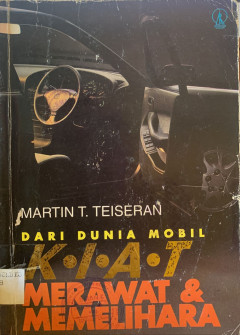 MARTIN T. TEISERAN
DARI DUNIA MOBIL
K·I·A·T
MERAWAT &
MEMELIHARA